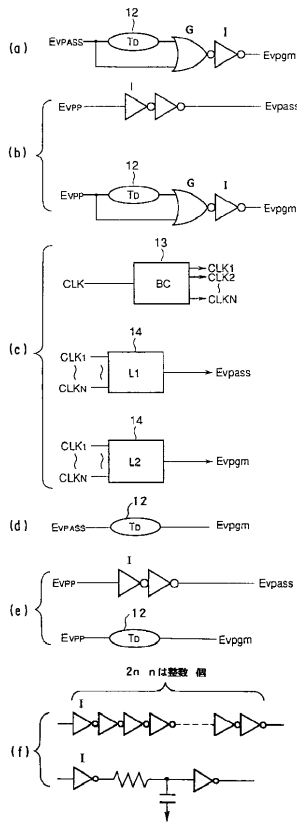 12
(a) EVPASS TD G I Evpgm
EVPP I Evpass
(b)
12
EVPP TD G I Evpgm
13
CLK BC CLK1
CLK2
CLKN
(c)
14
CLK1 L1 Evpass
CLKN
14
CLK1 L2 Evpgm
CLKN
12
(d) EVPASS TD Evpgm
I
EVPP Evpass
(e)
12
EVPP TD Evpgm
2n nは整数 個
I
(f)
I